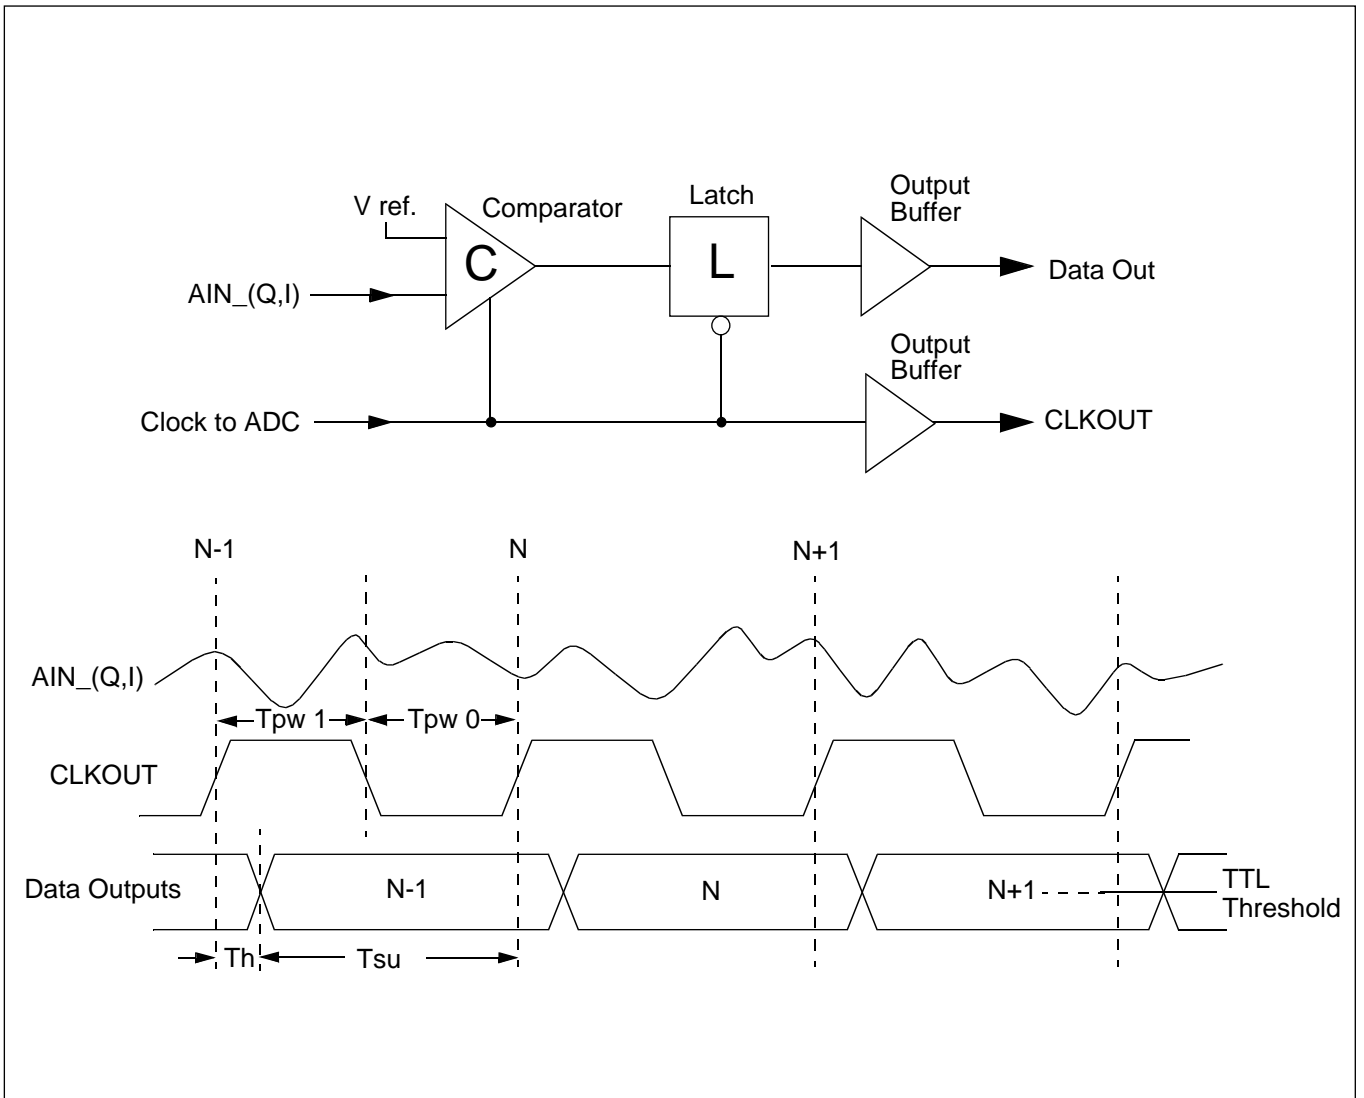 Output
Buffer
Latch
V ref.
Comparator
C
L
AIN_(Q,I)
Data Out
Output
Buffer
Clock to ADC
CLKOUT
N-1
N
N+1
AIN_(Q,I)
Tpw 1
Tpw 0
CLKOUT
Data Outputs
N-1
N
N+1
TTL
Threshold
Th
Tsu